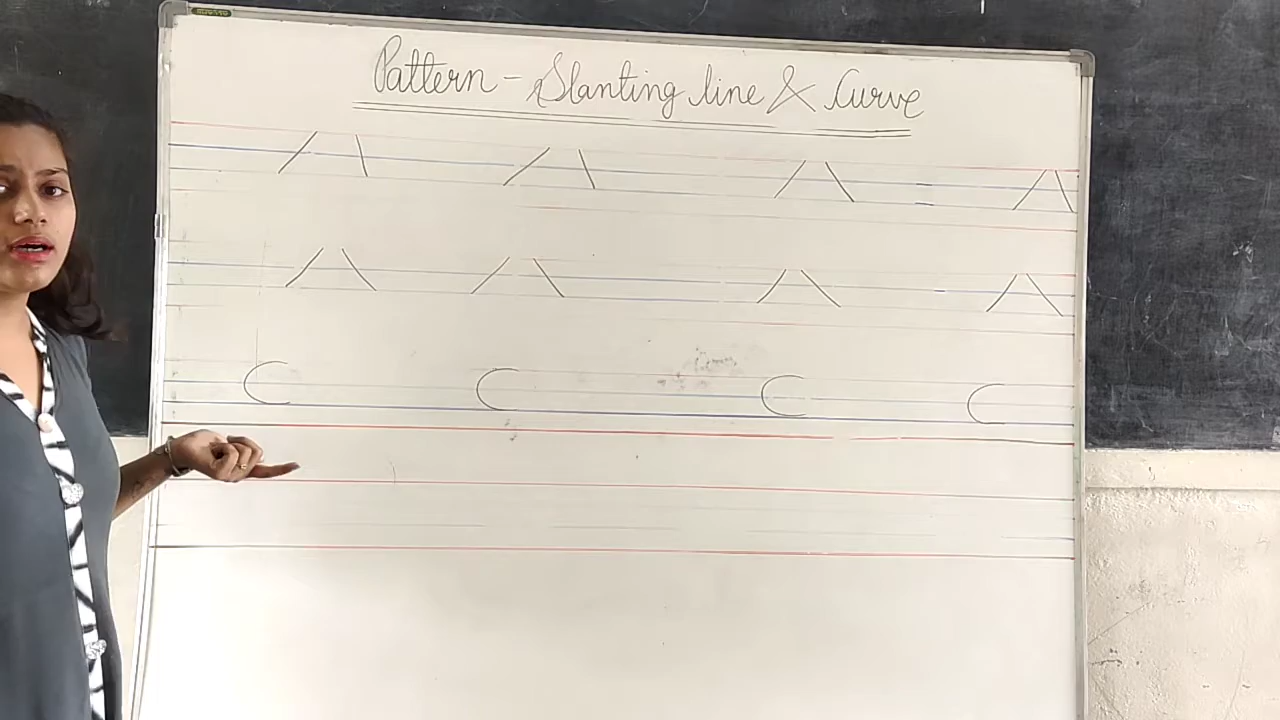 Pattern - Slanting line & Curve
/ \ / \ / \ / \
/ \ / \ / \ / \
C C C C